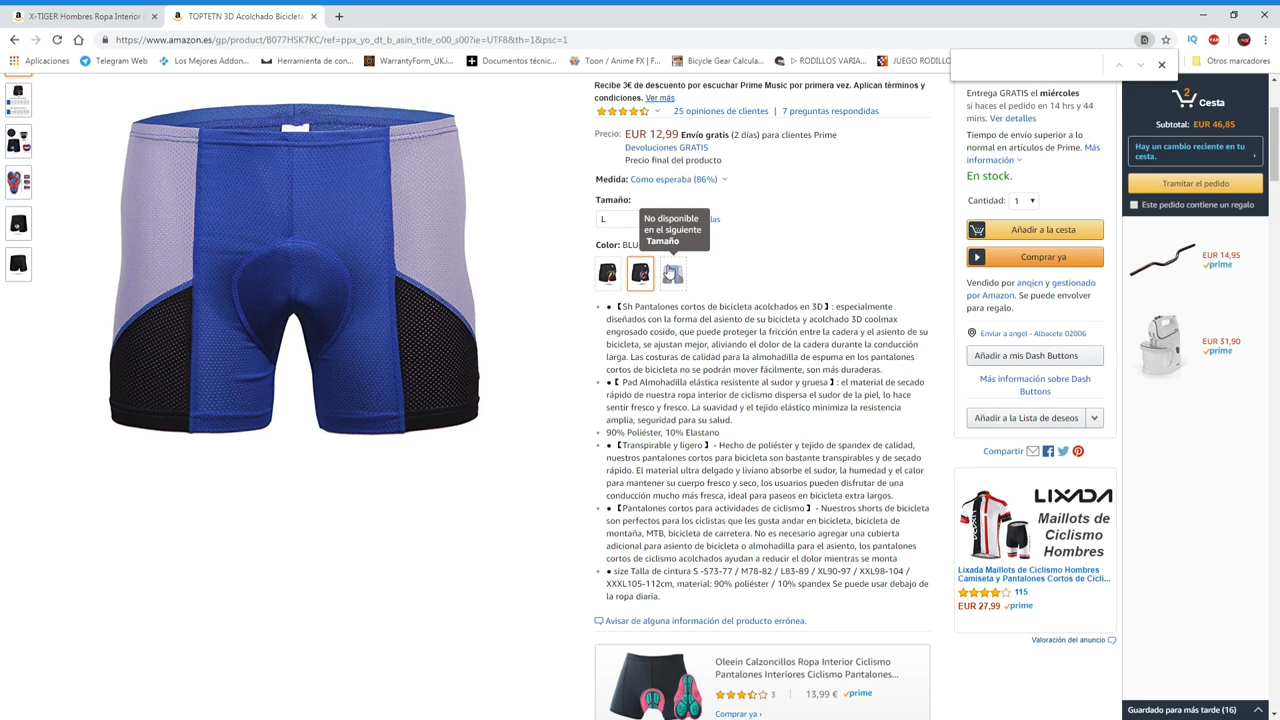 X-TIGER Hombres Ropa Interior
TOPTETN 3D Acolchado Bicicleta
https://www.amazon.es/gp/product/B077HSK7KC/ref=ppx_yo_dt_b_asin_title_o00_s00?ie=UTF8&th=1&psc=1
Aplicaciones
Telegram Web
Los Mejores Addon...
Herramienta de con...
WarrantyForm_UK.i...
Documentos técnic...
Toon / Anime FX | F...
Bicycle Gear Calcula...
▷ RODILLOS VARIA...
JUEGO RODILLO
Otros marcadores
Recibe 3€ de descuento por escuchar Prime Music por primera vez. Aplican términos y
condiciones. Ver más.
25 opiniones de clientes | 7 preguntas respondidas
Precio: EUR 12,99 Envío gratis (2 días) para clientes Prime
Devoluciones GRATIS
Precio final del producto
Medida: Como esperaba (86%)
Tamaño:
L
las
No disponible
en el siguiente
Tamaño
Color: BLU
● 【Sh Pantalones cortos de bicicleta acolchados en 3D】: especialmente
diseñados con la forma del asiento de su bicicleta y acolchado 3D coolmax
engrosado cosido, que puede proteger la fricción entre la cadera y el asiento de su
bicicleta, se ajustan mejor, aliviando el dolor de la cadera durante la conducción
larga. Las costuras de calidad para la almohadilla de espuma en los pantalones
cortos de bicicleta no se podrán mover fácilmente, son más duraderas.
● 【 Pad Almohadilla elástica resistente al sudor y gruesa】: el material de secado
rápido de nuestra ropa interior de ciclismo dispersa el sudor de la piel, lo hace
sentir fresco y fresco. La suavidad y el tejido elástico minimiza la resistencia
amplia, seguridad para su salud.
90% Poliéster, 10% Elastano
● 【Transpirable y ligero】 - Hecho de poliéster y tejido de spandex de calidad,
nuestros pantalones cortos para bicicleta son bastante transpirables y de secado
rápido. El material ultra delgado y liviano absorbe el sudor, la humedad y el calor
para mantener su cuerpo fresco y seco, los usuarios pueden disfrutar de una
conducción mucho más fresca, ideal para paseos en bicicleta extra largos.
● 【Pantalones cortos para actividades de ciclismo】 - Nuestros shorts de bicicleta
son perfectos para los ciclistas que les gusta andar en bicicleta, bicicleta de
montaña, MTB, bicicleta de carretera. No es necesario agregar una cubierta
adicional para asiento de bicicleta o almohadilla para el asiento, los pantalones
cortos de ciclismo acolchados ayudan a reducir el dolor mientras se monta
● size Talla de cintura S -S73-77 / M78-82 / L83-89 / XL90-97 / XXL98-104 /
XXXL105-112cm, material: 90% poliéster / 10% spandex Se puede usar debajo de
la ropa diaria.
Avisar de alguna información del producto errónea.
Oleein Calzoncillos Ropa Interior Ciclismo
Pantalones Interiores Ciclismo Pantalones...
3 | 13,99 € prime
Comprar ya ›
Entrega GRATIS el miércoles
si haces el pedido en 14 hrs y 44
mins. Ver detalles
Tiempo de envío superior a lo
normal en artículos de Prime. Más
información
En stock.
Cantidad: 1
Añadir a la cesta
Comprar ya
Vendido por anqicn y gestionado
por Amazon. Se puede envolver
para regalo.
Enviar a angel - Albacete 02006
Añadir a mis Dash Buttons
Más información sobre Dash
Buttons
Añadir a la Lista de deseos
Compartir
LIXADA
Maillots de
Ciclismo
Hombres
Lixada Maillots de Ciclismo Hombres
Camiseta y Pantalones Cortos de Cicli...
115
EUR 27,99 prime
Valoración del anuncio
2
Cesta
Subtotal: EUR 46,85
Hay un cambio reciente en tu
cesta.
Tramitar el pedido
Este pedido contiene un regalo
EUR 14,95
prime
EUR 31,90
prime
Guardado para más tarde (16)